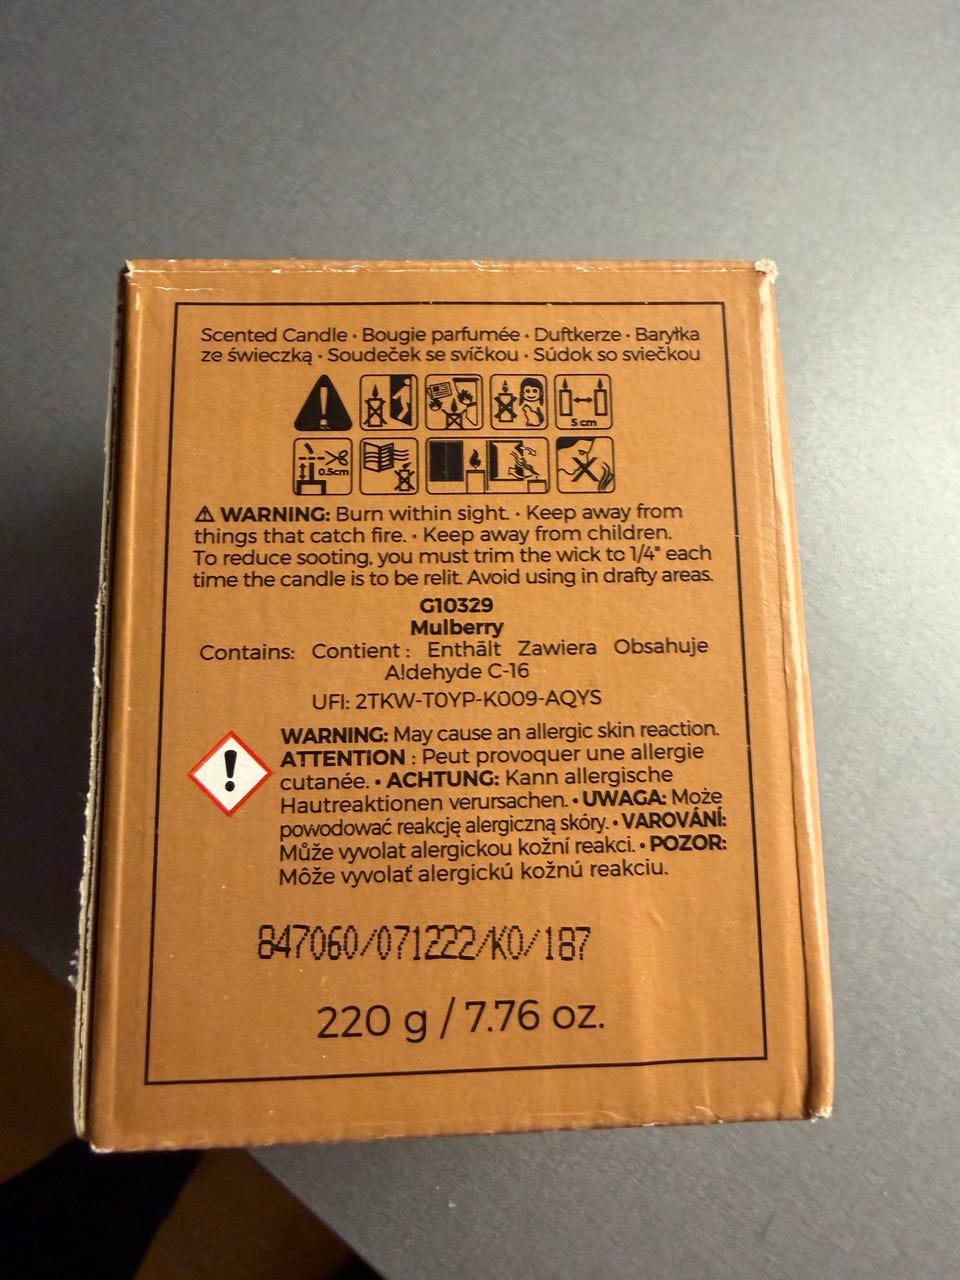 Scented Candle · Bougie parfumée · Duftkerze · Baryłka
ze świeczką · Soudeček se svíčkou · Súdok so sviečkou
5 cm
0.5cm
⚠ WARNING: Burn within sight. · Keep away from
things that catch fire. · Keep away from children.
To reduce sooting, you must trim the wick to 1/4" each
time the candle is to be relit. Avoid using in drafty areas.
G10329
Mulberry
Contains: Contient : Enthält Zawiera Obsahuje
Aldehyde C-16
UFI: 2TKW-T0YP-K009-AQYS
WARNING: May cause an allergic skin reaction.
ATTENTION : Peut provoquer une allergie
cutanée. • ACHTUNG: Kann allergische
Hautreaktionen verursachen. • UWAGA: Może
powodować reakcję alergiczną skóry. • VAROVÁNÍ:
Může vyvolat alergickou kožní reakci. • POZOR:
Môže vyvolať alergickú kožnú reakciu.
847060/071222/K0/187
220 g / 7.76 oz.